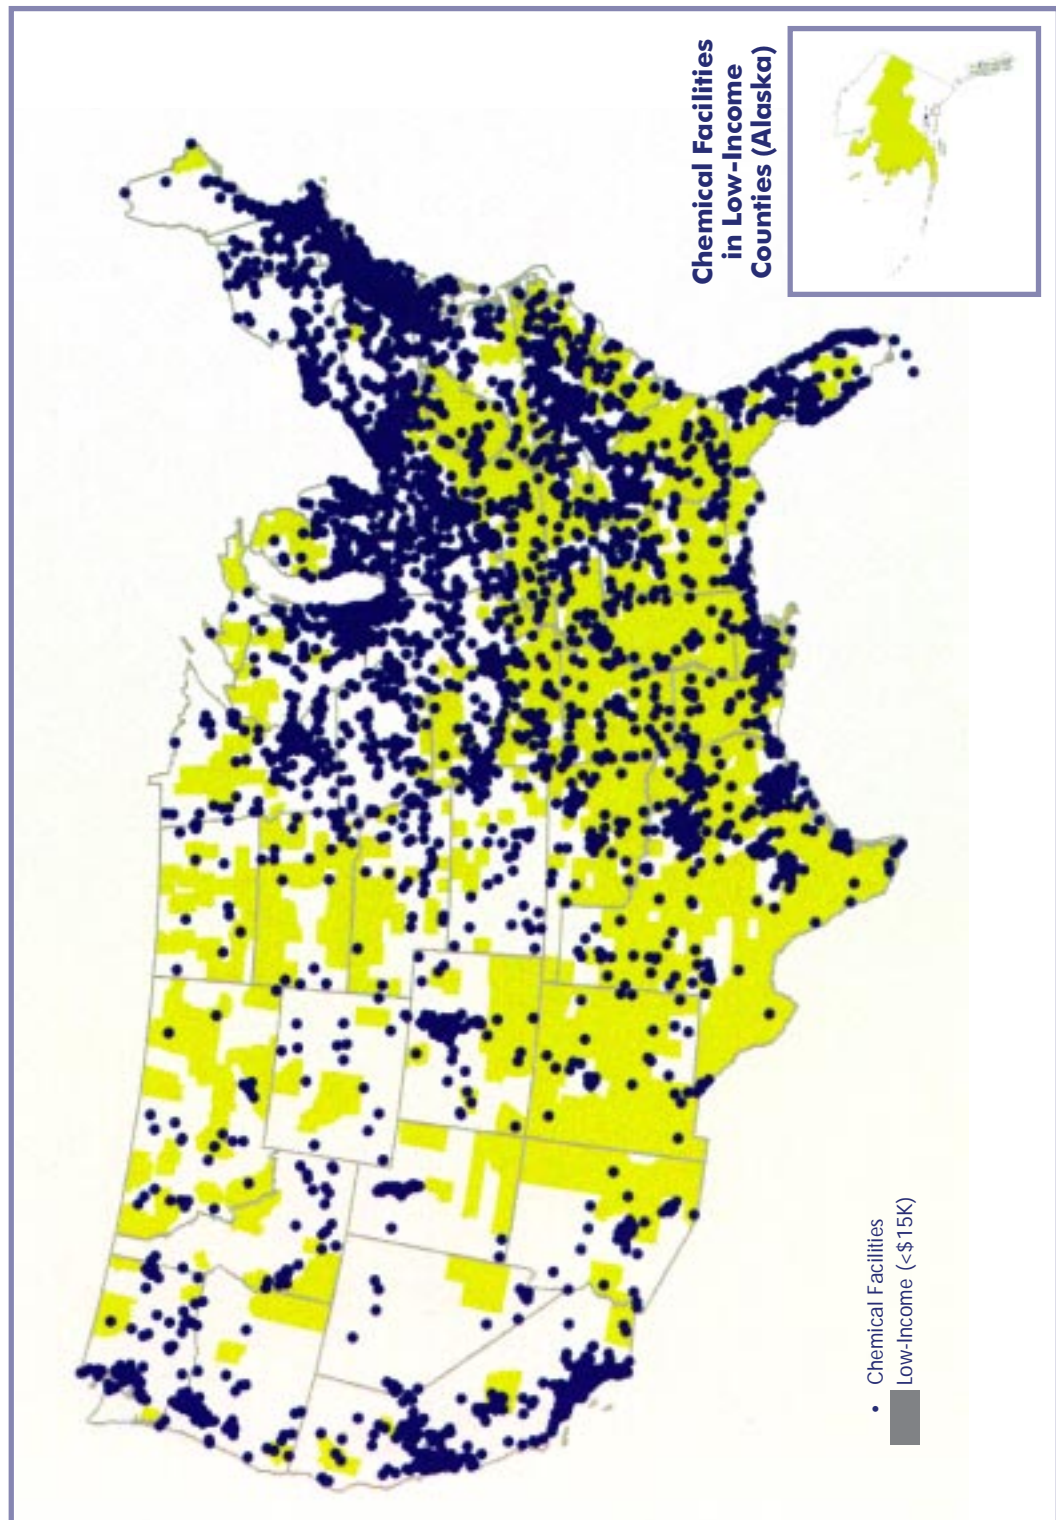 Chemical Facilities
in Low-Income
Counties (Alaska)
• Chemical Facilities
Low-Income (<$15K)